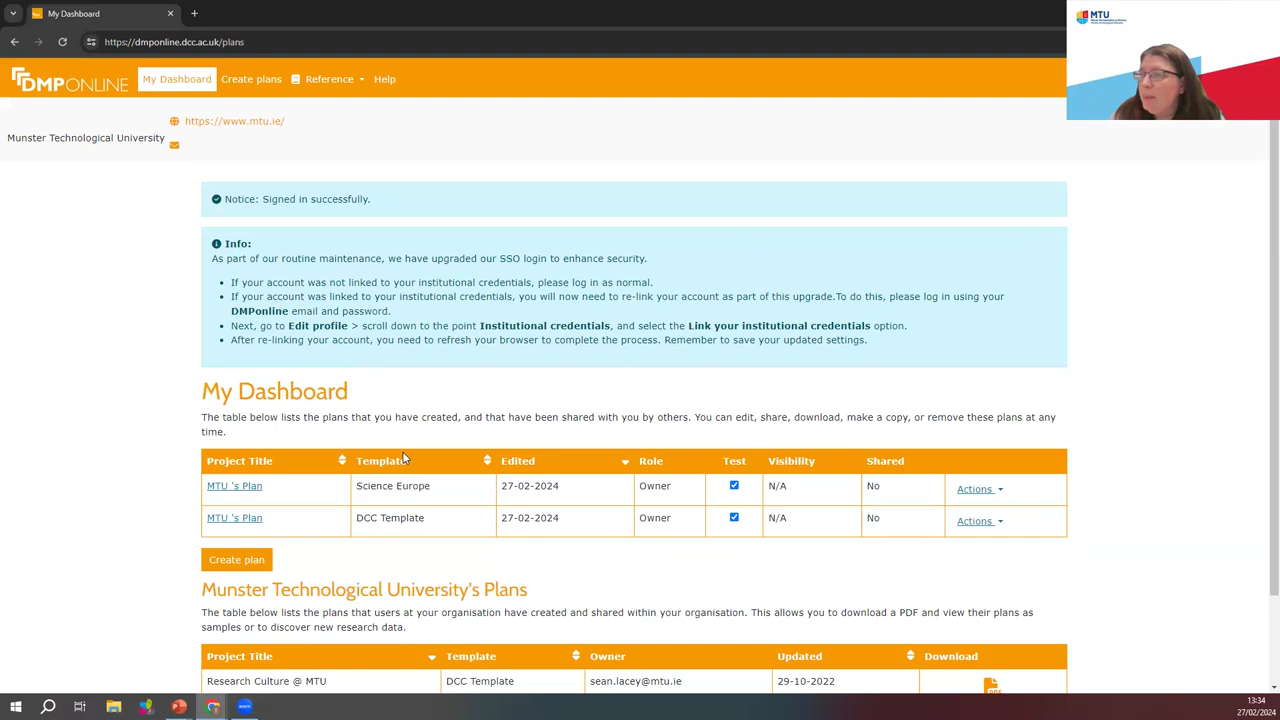 My Dashboard
https://dmponline.dcc.ac.uk/plans
DMPONLINE
My Dashboard Create plans Reference Help
MTU
https://www.mtu.ie/
Munster Technological University
Notice: Signed in successfully.
Info:
As part of our routine maintenance, we have upgraded our SSO login to enhance security.
If your account was not linked to your institutional credentials, please log in as normal.
If your account was linked to your institutional credentials, you will now need to re-link your account as part of this upgrade.To do this, please log in using your
DMPonline email and password.
Next, go to Edit profile > scroll down to the point Institutional credentials, and select the Link your institutional credentials option.
After re-linking your account, you need to refresh your browser to complete the process. Remember to save your updated settings.
My Dashboard
The table below lists the plans that you have created, and that have been shared with you by others. You can edit, share, download, make a copy, or remove these plans at any
time.
Project Title Template Edited Role Test Visibility Shared
MTU 's Plan Science Europe 27-02-2024 Owner N/A No Actions
MTU 's Plan DCC Template 27-02-2024 Owner N/A No Actions
Create plan
Munster Technological University's Plans
The table below lists the plans that users at your organisation have created and shared within your organisation. This allows you to download a PDF and view their plans as
samples or to discover new research data.
Project Title Template Owner Updated Download
Research Culture @ MTU DCC Template sean.lacey@mtu.ie 29-10-2022
13:34
27/02/2024